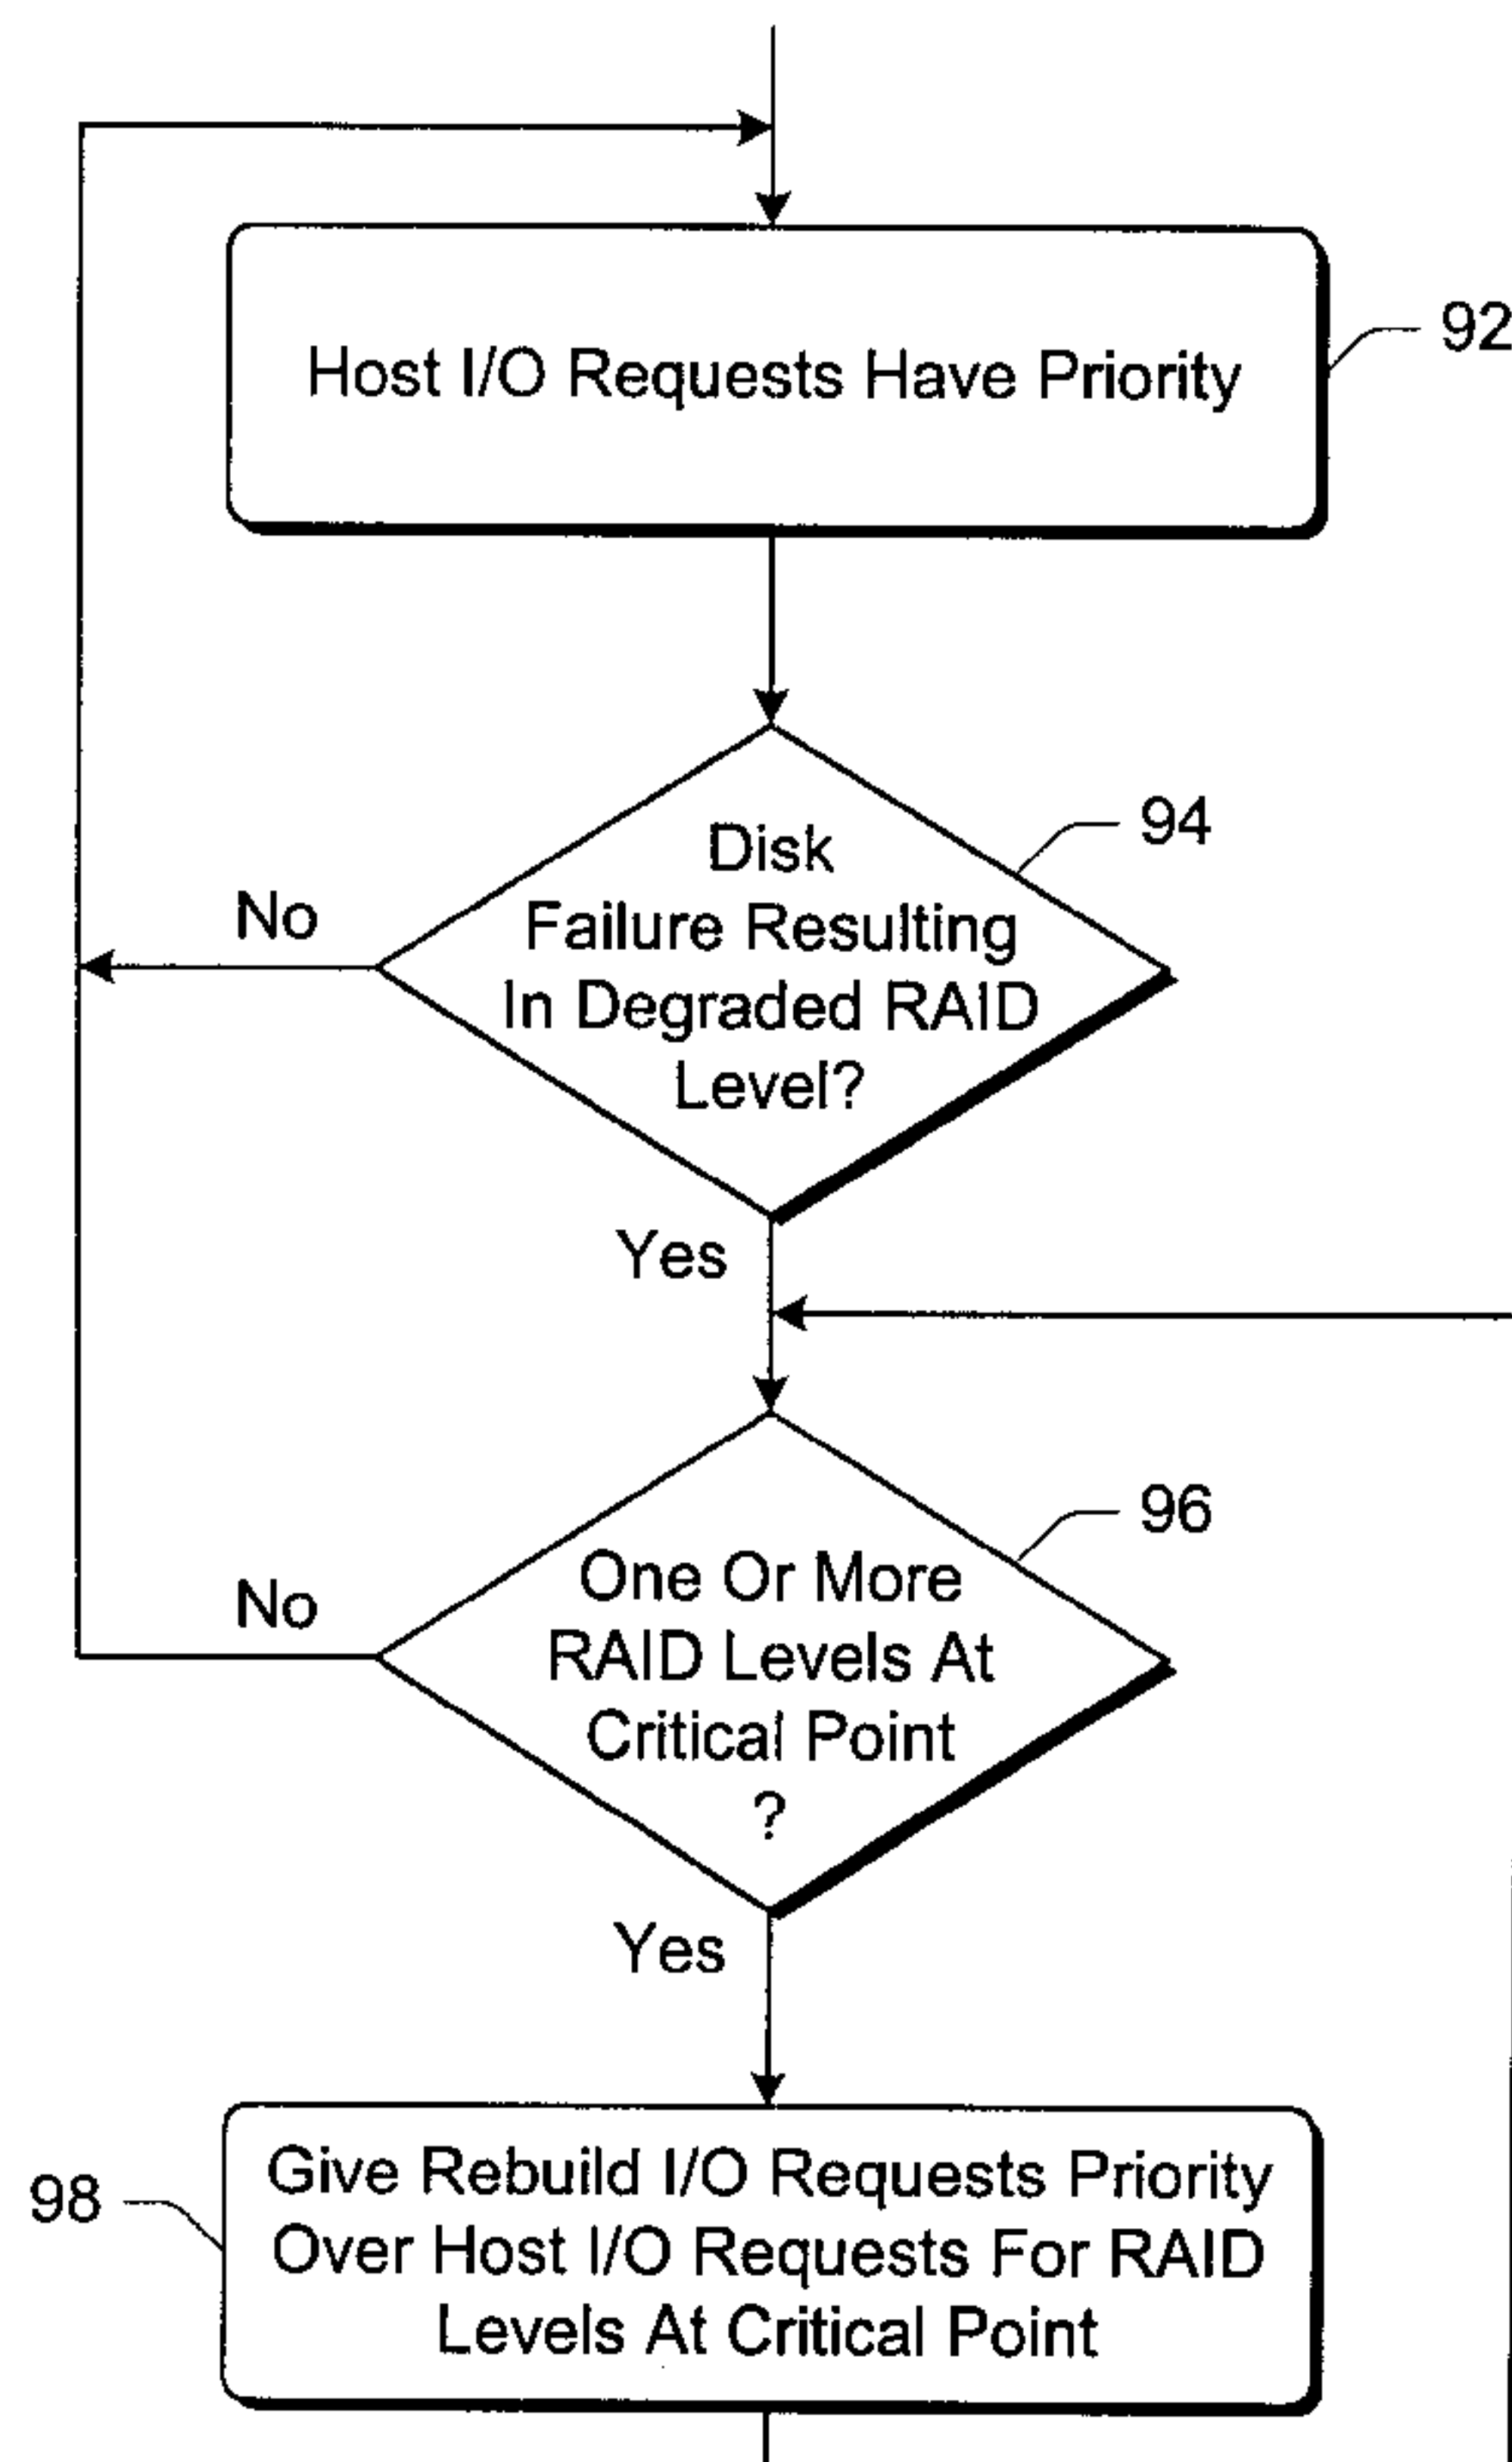 Host I/O Requests Have Priority
92
Disk
Failure Resulting
In Degraded RAID
Level?
94
No
Yes
One Or More
RAID Levels At
Critical Point
?
96
No
Yes
Give Rebuild I/O Requests Priority
Over Host I/O Requests For RAID
Levels At Critical Point
98